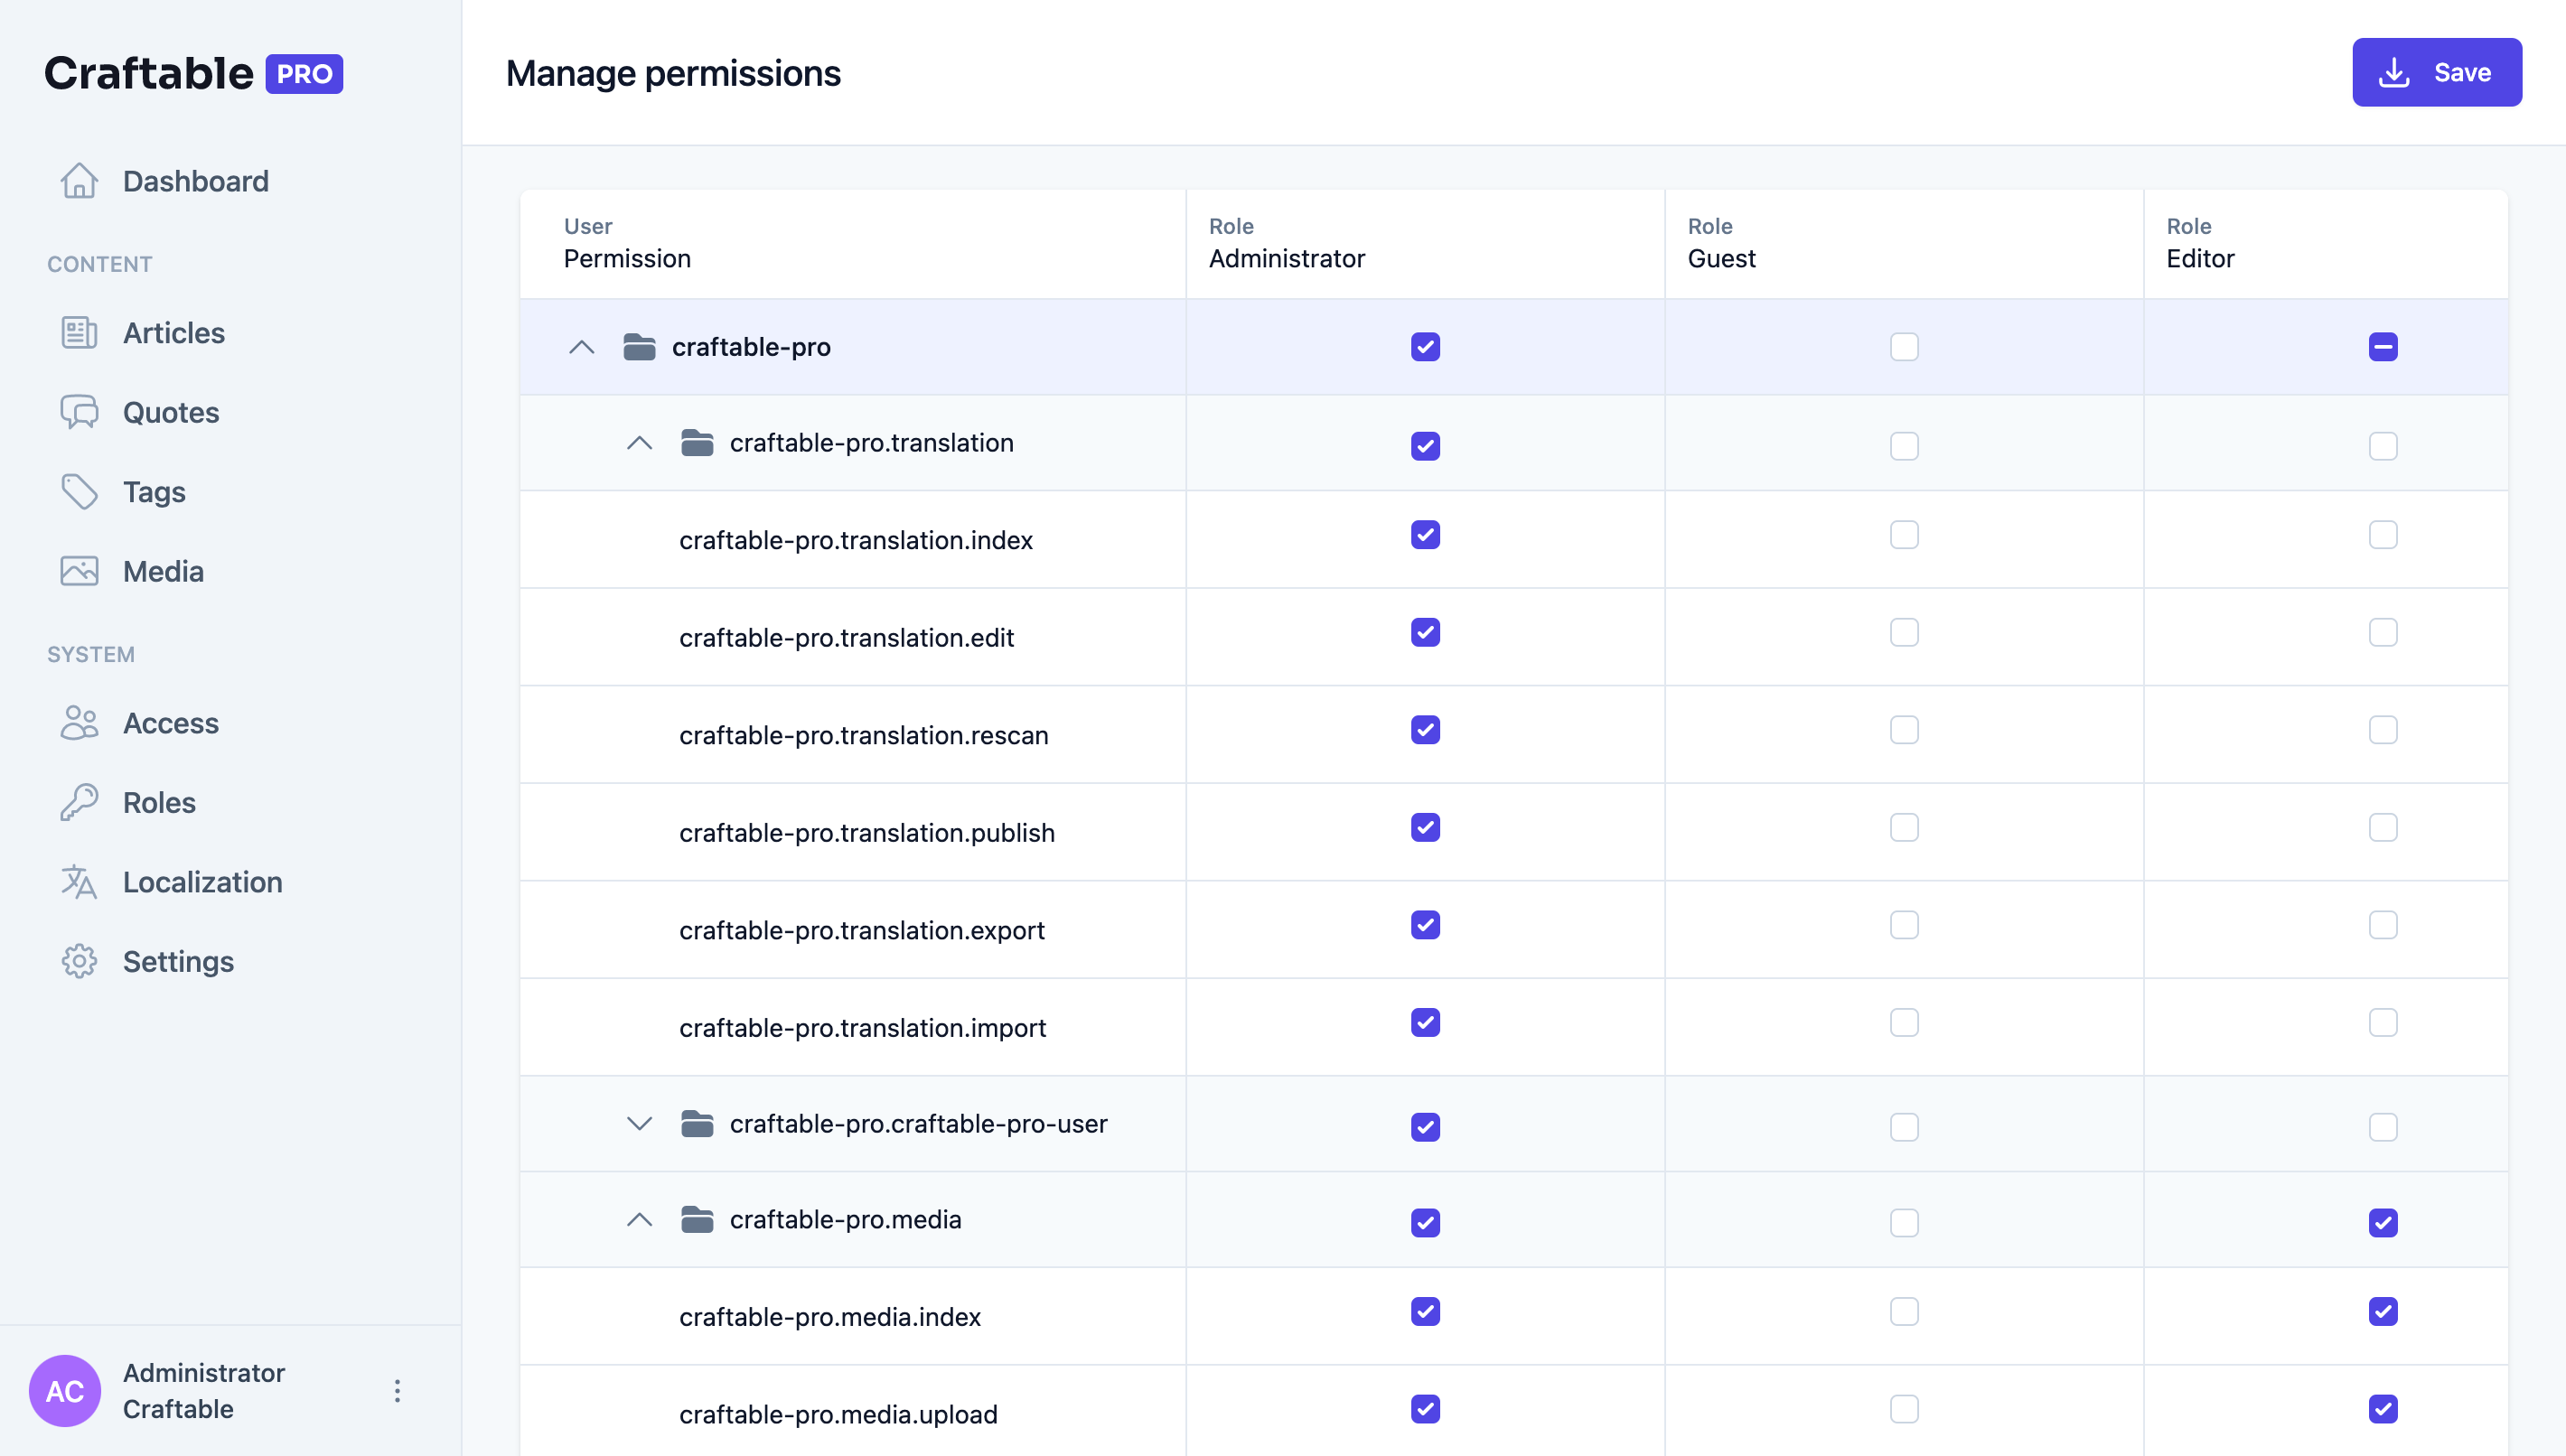 Craftable PRO
Dashboard
CONTENT
Articles
Quotes
Tags
Media
SYSTEM
Access
Roles
Localization
Settings
AC
Administrator
Craftable
Manage permissions
Save
User
Permission
Role
Administrator
Role
Guest
Role
Editor
craftable-pro
craftable-pro.translation
craftable-pro.translation.index
craftable-pro.translation.edit
craftable-pro.translation.rescan
craftable-pro.translation.publish
craftable-pro.translation.export
craftable-pro.translation.import
craftable-pro.craftable-pro-user
craftable-pro.media
craftable-pro.media.index
craftable-pro.media.upload